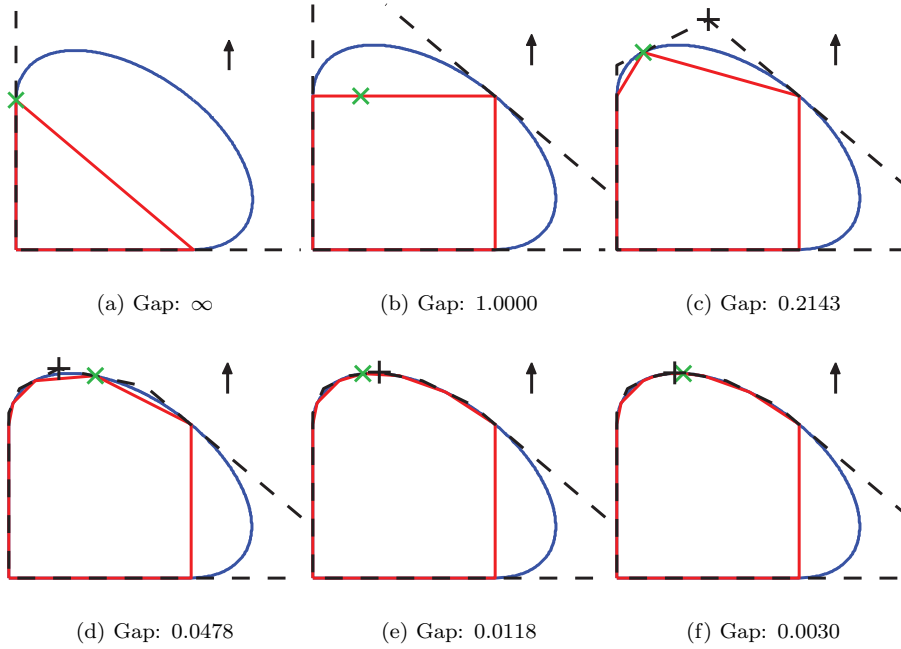 (a) Gap: ∞
(b) Gap: 1.0000
(c) Gap: 0.2143
(d) Gap: 0.0478
(e) Gap: 0.0118
(f) Gap: 0.0030